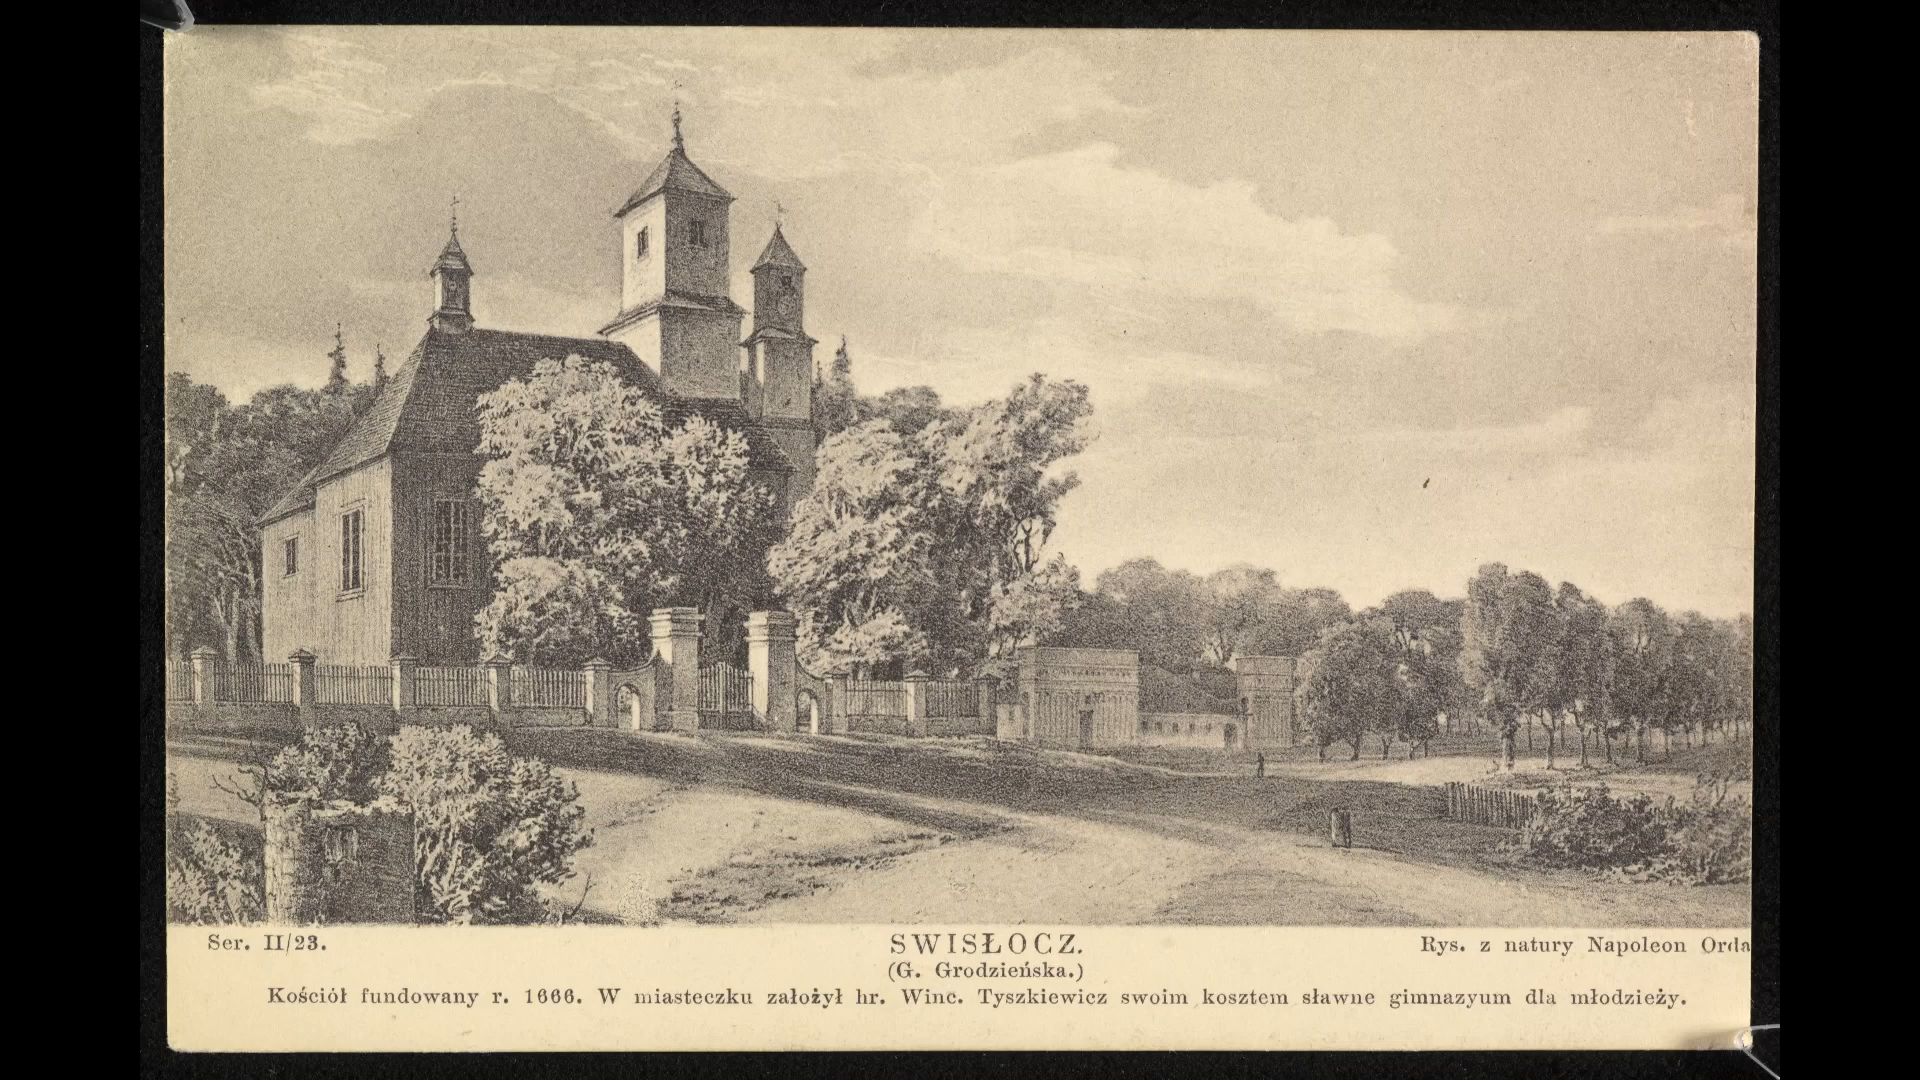 Ser. II/23.
SWISŁOCZ.
Rys. z natury Napoleon Orda
(G. Grodzieńska.)
Kościół fundowany r. 1666. W miasteczku założył hr. Winc. Tyszkiewicz swoim kosztem sławne gimnazyum dla młodzieży.